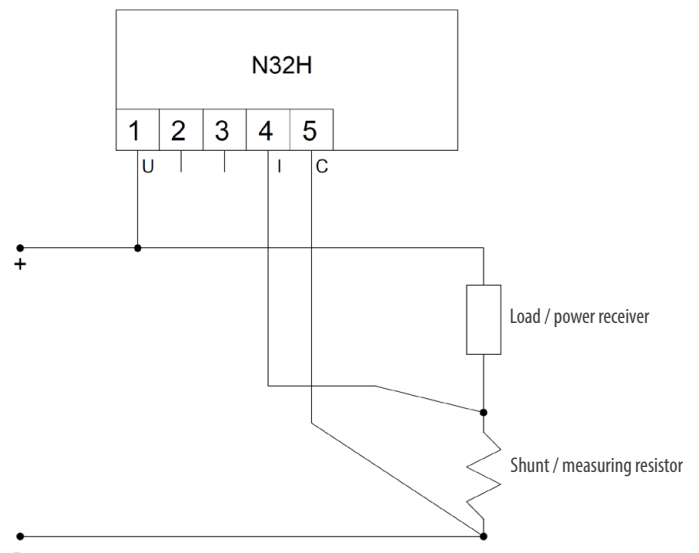 N32H
1 2 3 4 5
U I C
+
Load / power receiver
Shunt / measuring resistor
-